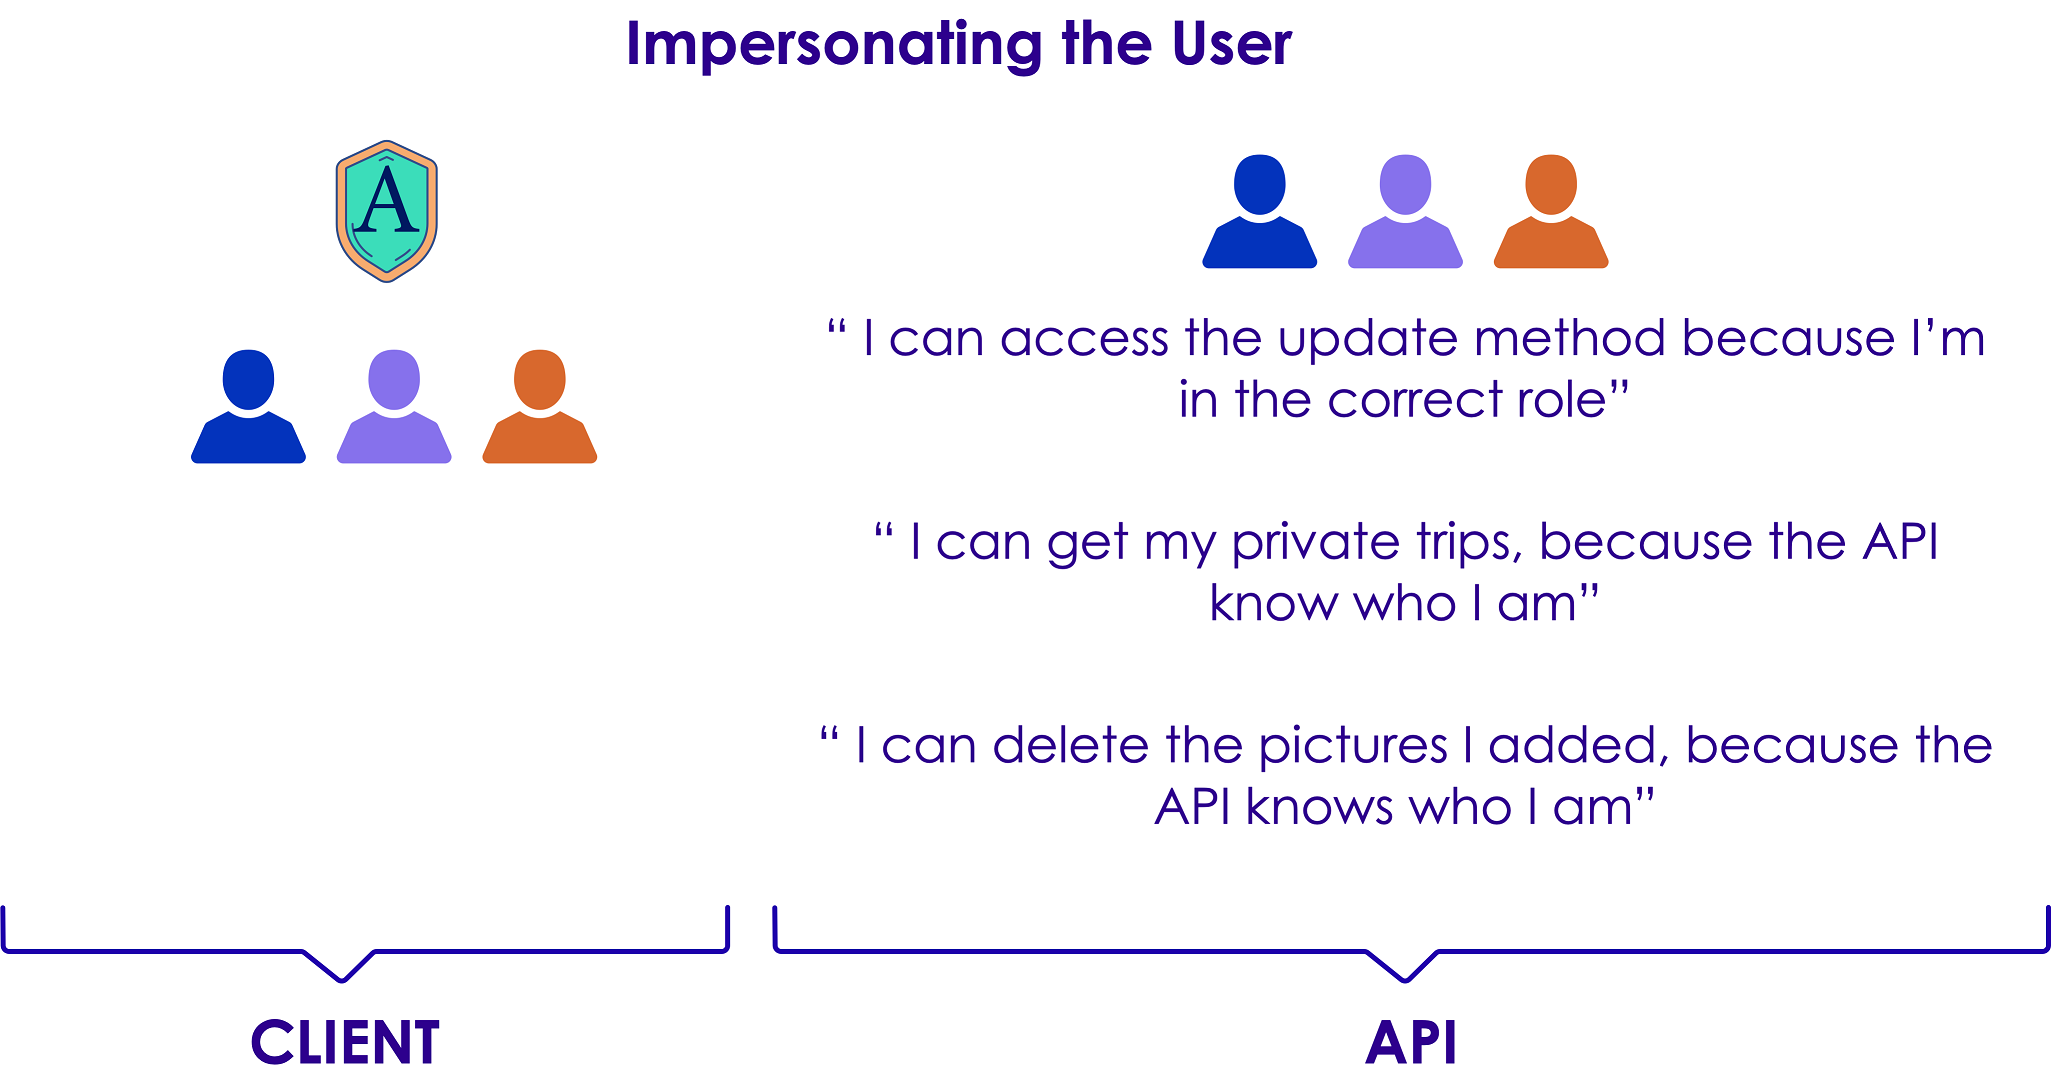 Impersonating the User
A
“ I can access the update method because I’m
in the correct role”
“ I can get my private trips, because the API
know who I am”
“ I can delete the pictures I added, because the
API knows who I am”
CLIENT
API